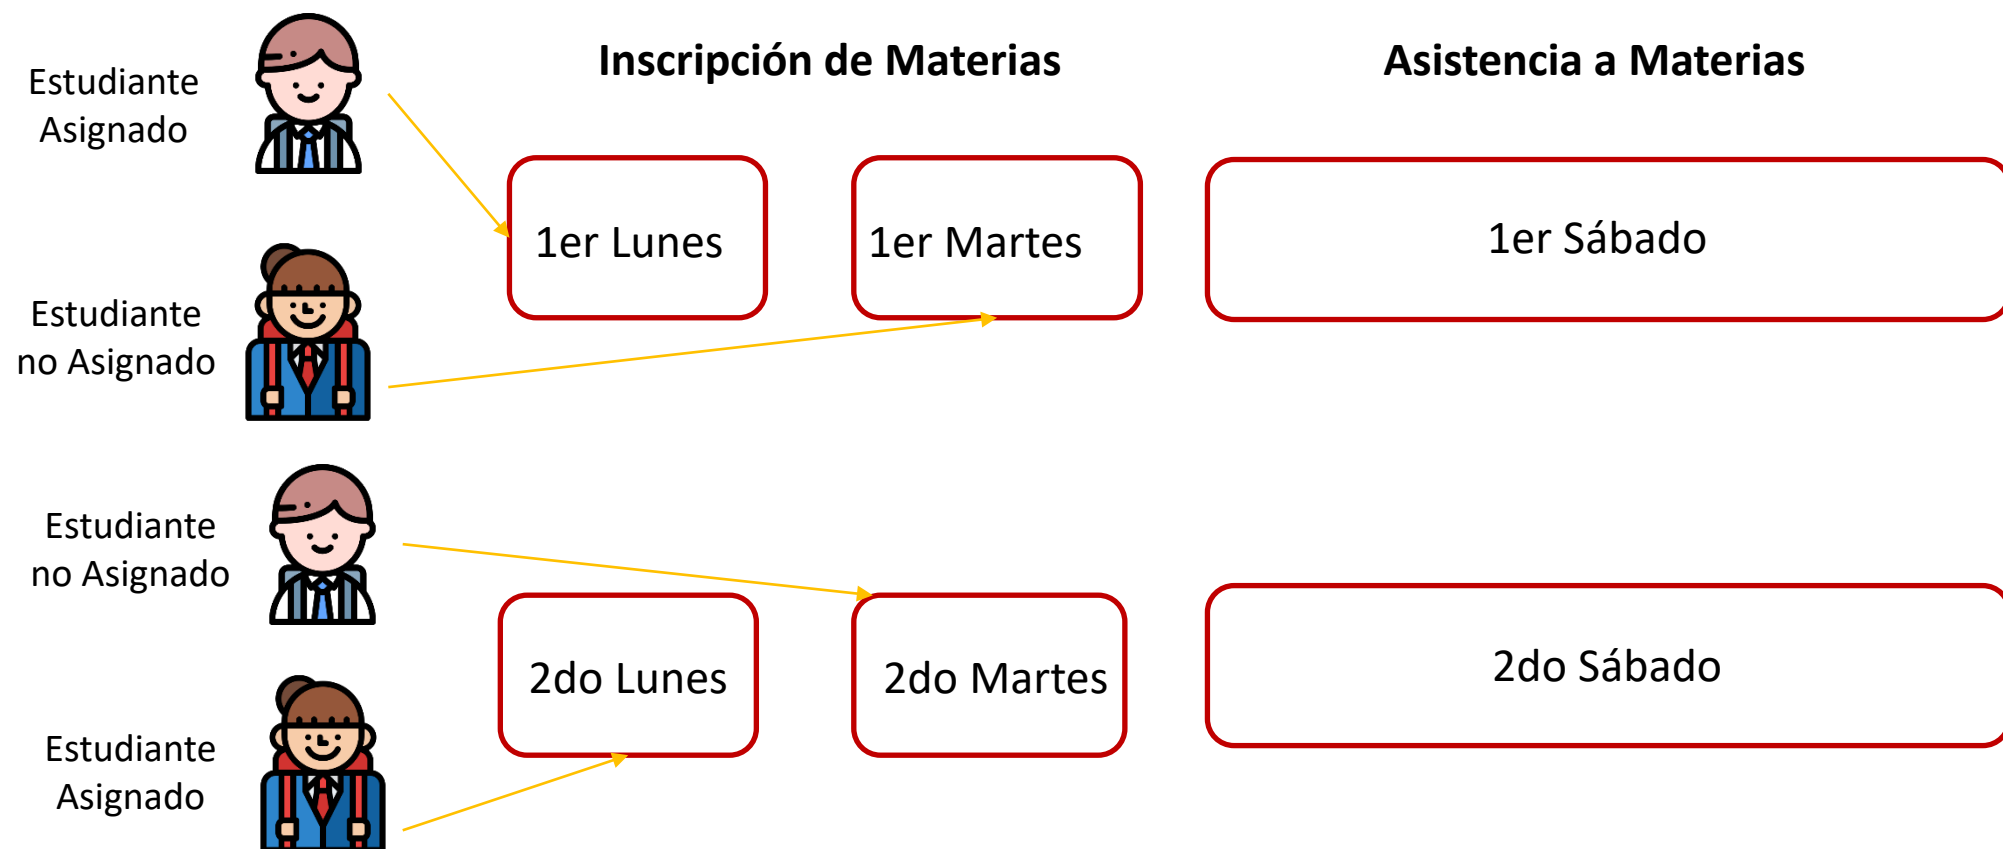 Inscripción de Materias
Asistencia a Materias
Estudiante
Asignado
1er Lunes
1er Martes
1er Sábado
Estudiante
no Asignado
Estudiante
no Asignado
2do Lunes
2do Martes
2do Sábado
Estudiante
Asignado